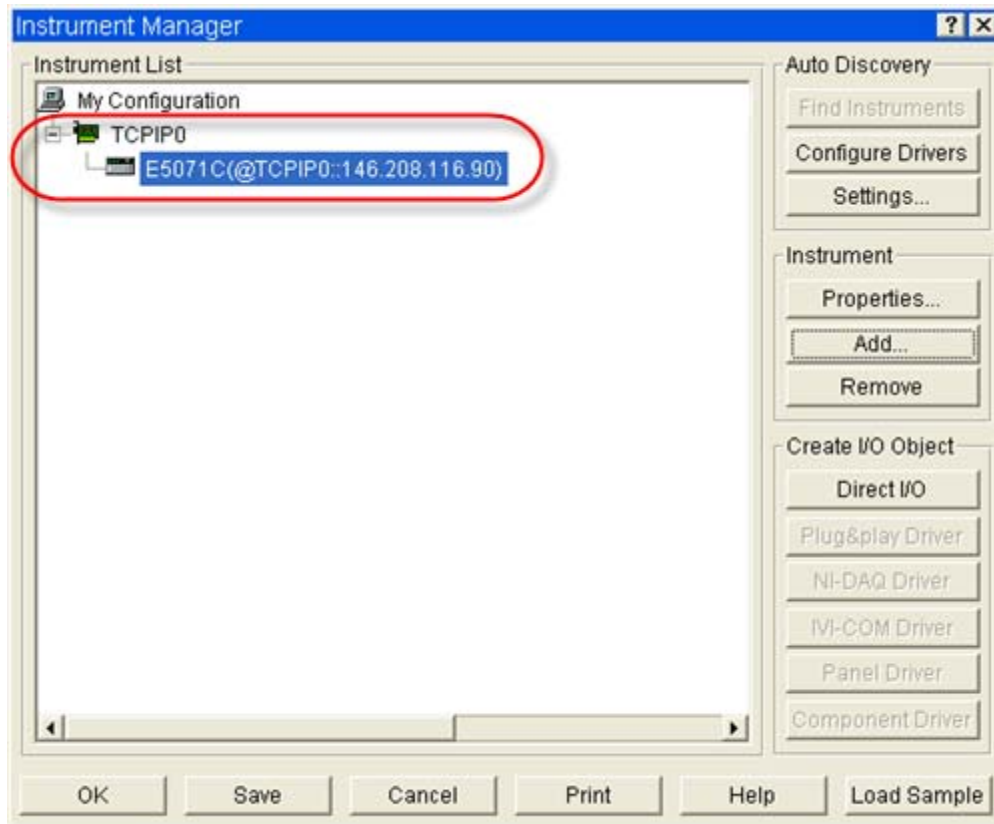 Instrument Manager
Instrument List
My Configuration
TCPIP0
E5071C(@TCPIP0::146.208.116.90)
Auto Discovery
Find Instruments
Configure Drivers
Settings...
Instrument
Properties...
Add...
Remove
Create I/O Object
Direct I/O
Plug&play Driver
NI-DAQ Driver
IVI-COM Driver
Panel Driver
Component Driver
OK Save Cancel Print Help Load Sample